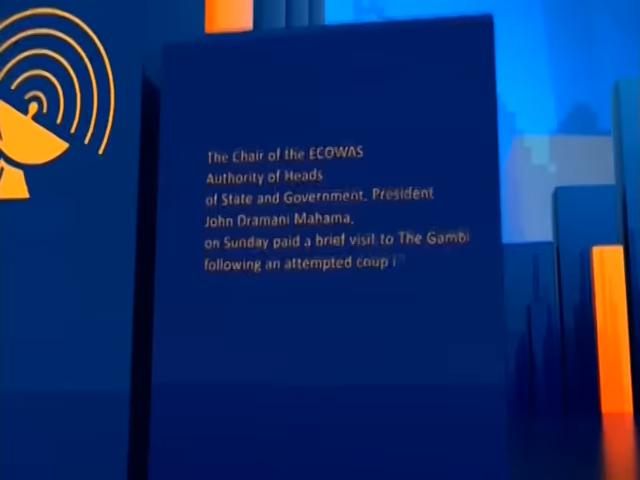 The Chair of the ECOWAS
Authority of Heads
of State and Government, President
John Dramani Mahama,
on Sunday paid a brief visit to The Gambi
following an attempted coup i